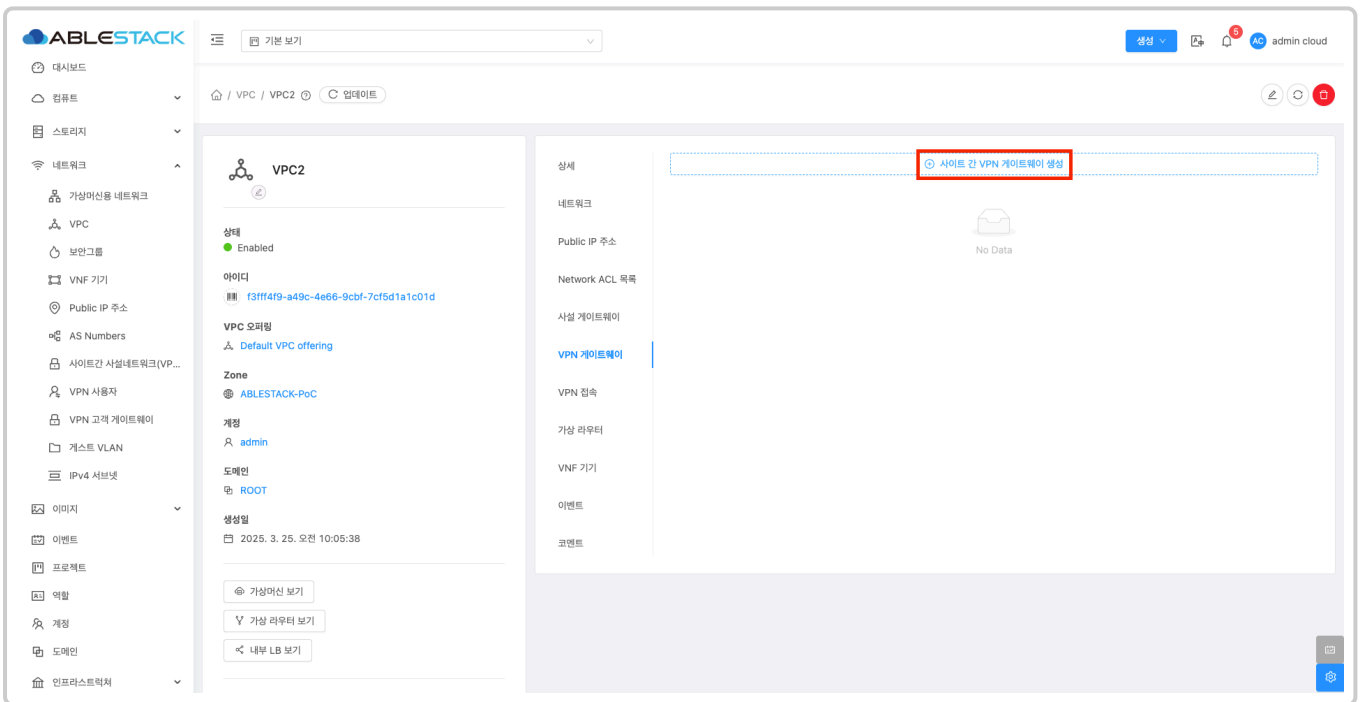 ABLESTACK
기본 보기
생성
5
AC
admin cloud
대시보드
컴퓨트
스토리지
네트워크
가상머신용 네트워크
VPC
보안그룹
VNF 기기
Public IP 주소
AS Numbers
사이트간 사설네트워크(VP...
VPN 사용자
VPN 고객 게이트웨이
게스트 VLAN
IPv4 서브넷
이미지
이벤트
프로젝트
역할
계정
도메인
인프라스트럭쳐
/ VPC / VPC2
업데이트
VPC2
상태
Enabled
아이디
f3fff4f9-a49c-4e66-9cbf-7cf5d1a1c01d
VPC 오퍼링
Default VPC offering
Zone
ABLESTACK-PoC
계정
admin
도메인
ROOT
생성일
2025. 3. 25. 오전 10:05:38
가상머신 보기
가상 라우터 보기
내부 LB 보기
상세
네트워크
Public IP 주소
Network ACL 목록
사설 게이트웨이
VPN 게이트웨이
VPN 접속
가상 라우터
VNF 기기
이벤트
코멘트
사이트 간 VPN 게이트웨이 생성
No Data